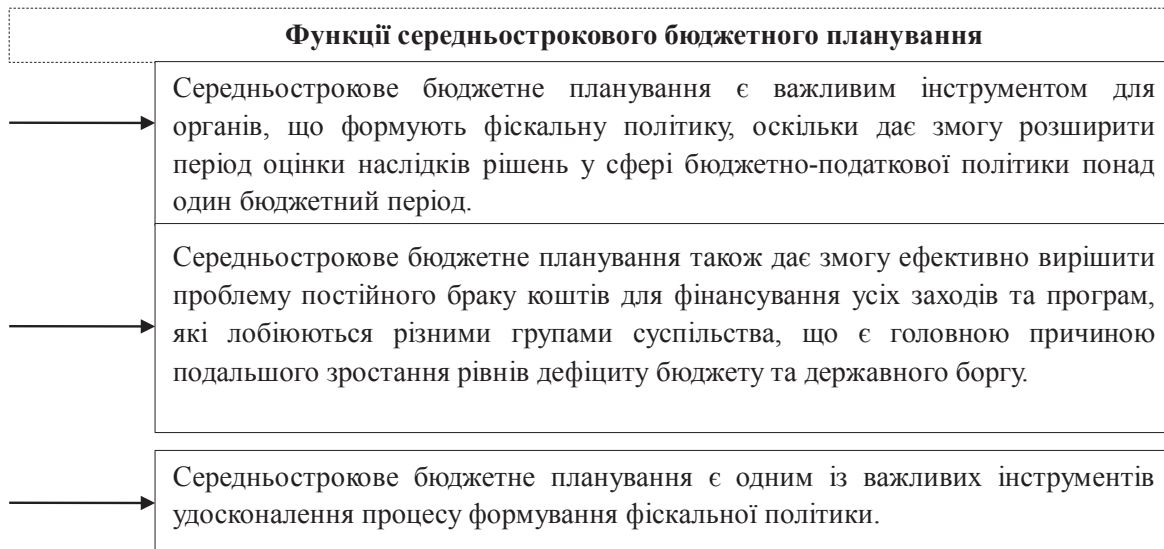 Функції середньострокового бюджетного планування
Середньострокове бюджетне планування є важливим інструментом для
органів, що формують фіскальну політику, оскільки дає змогу розширити
період оцінки наслідків рішень у сфері бюджетно-податкової політики понад
один бюджетний період.
Середньострокове бюджетне планування також дає змогу ефективно вирішити
проблему постійного браку коштів для фінансування усіх заходів та програм,
які лобіюються різними групами суспільства, що є головною причиною
подальшого зростання рівнів дефіциту бюджету та державного боргу.
Середньострокове бюджетне планування є одним із важливих інструментів
удосконалення процесу формування фіскальної політики.